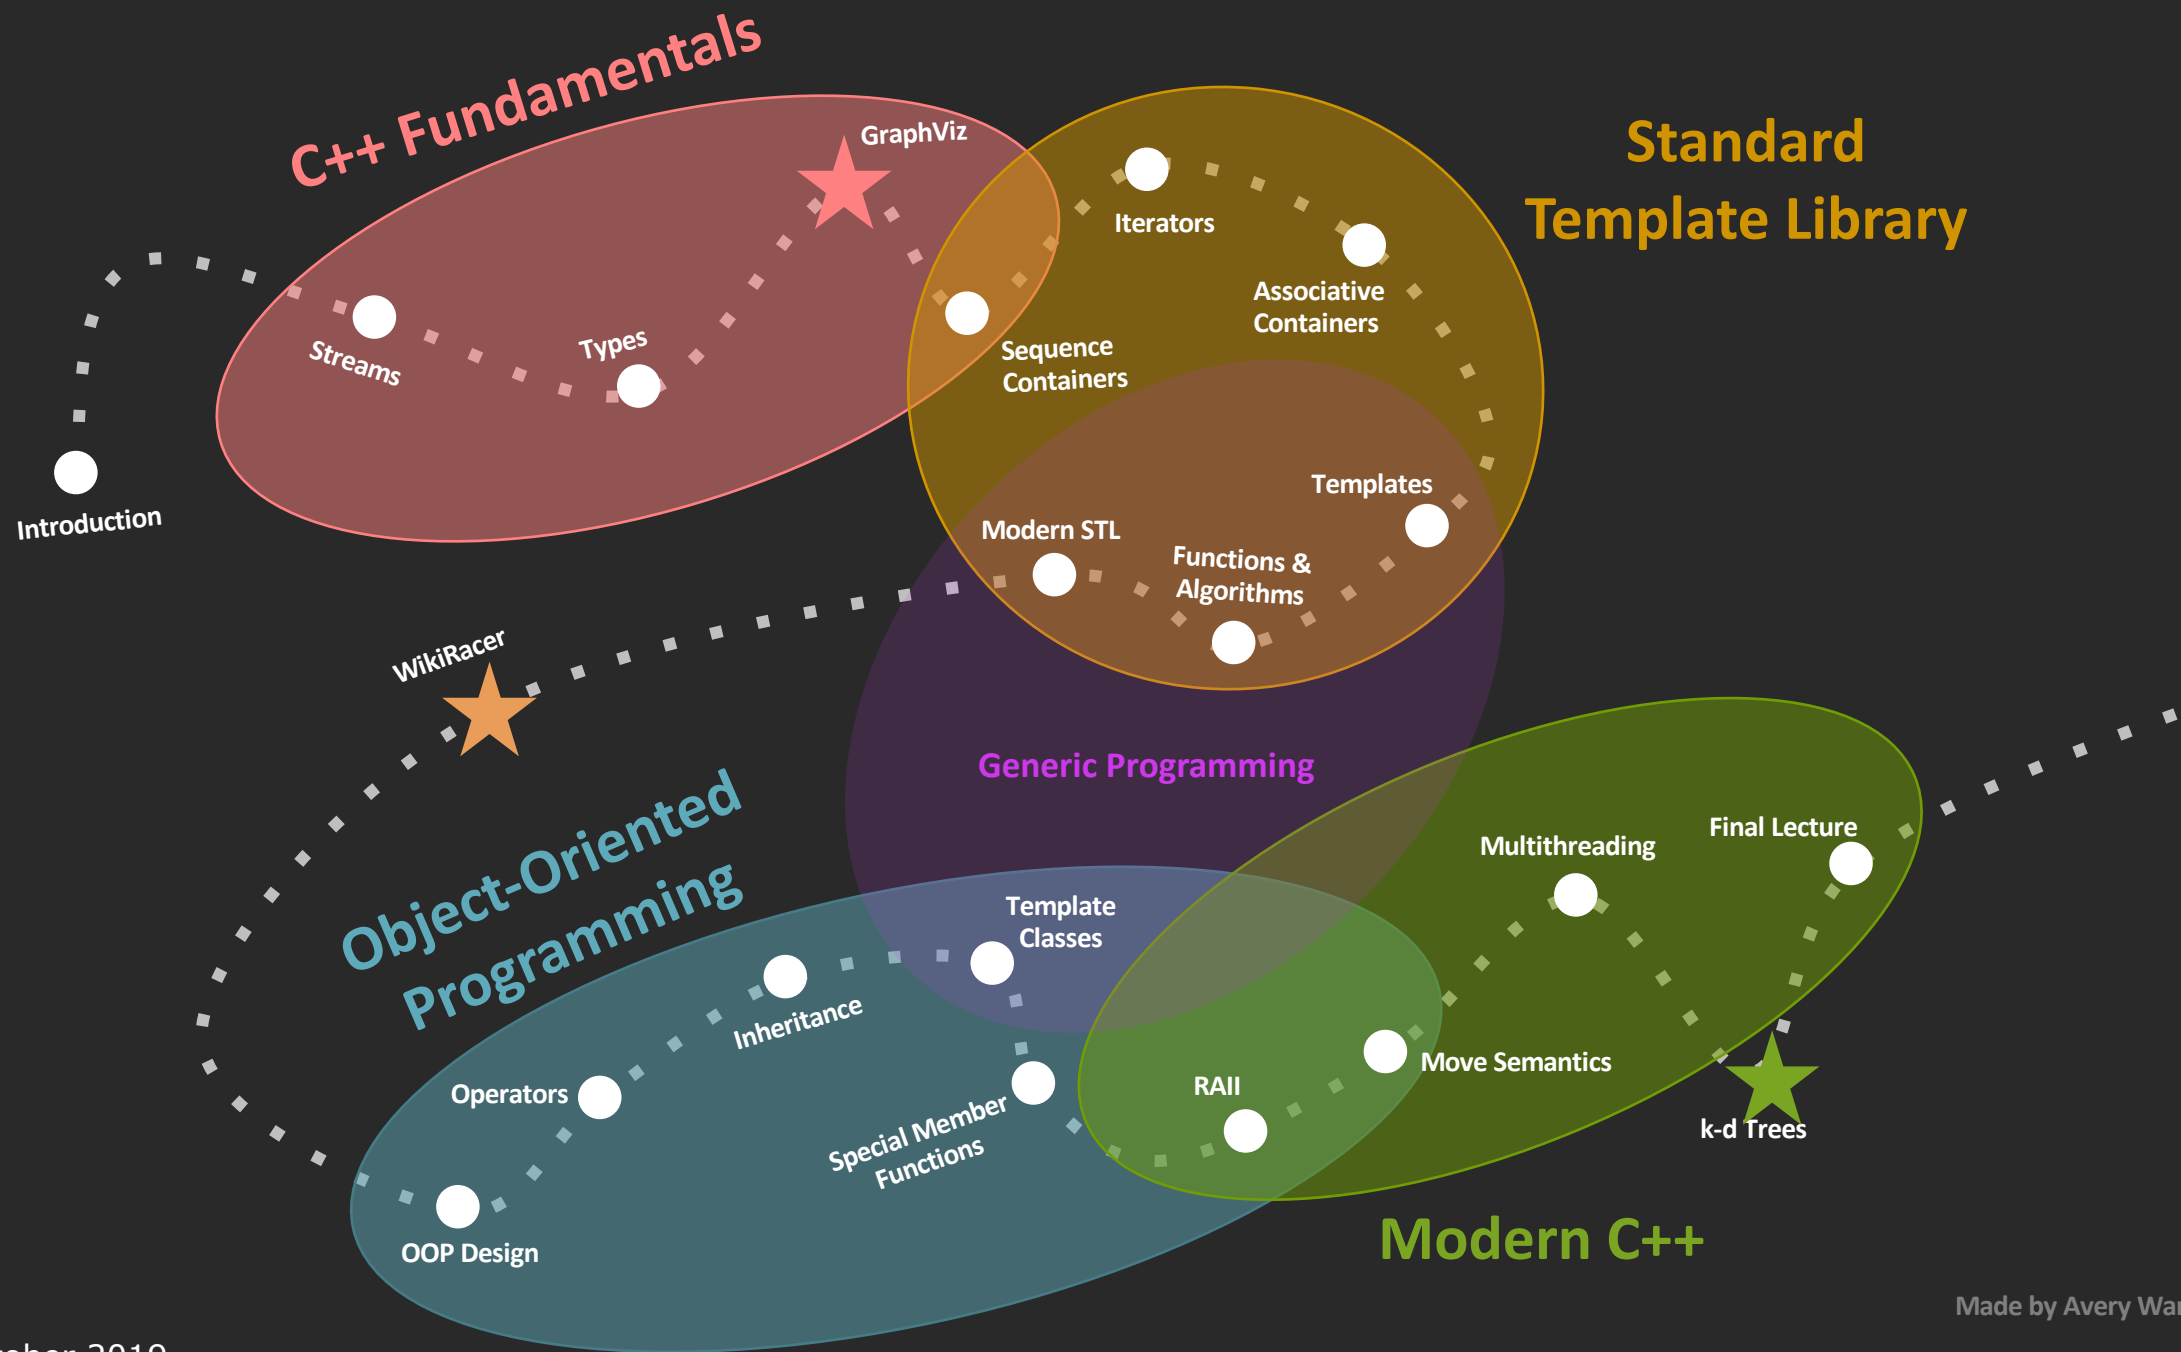 C++ Fundamentals
GraphViz
Standard
Template Library
Iterators
Associative
Containers
Streams
Types
Sequence
Containers
Introduction
Templates
Modern STL
Functions &
Algorithms
WikiRacer
Generic Programming
Object-Oriented
Programming
Multithreading
Final Lecture
Template
Classes
Inheritance
Operators
Move Semantics
RAII
Special Member
Functions
k-d Trees
OOP Design
Modern C++
Made by Avery
2019